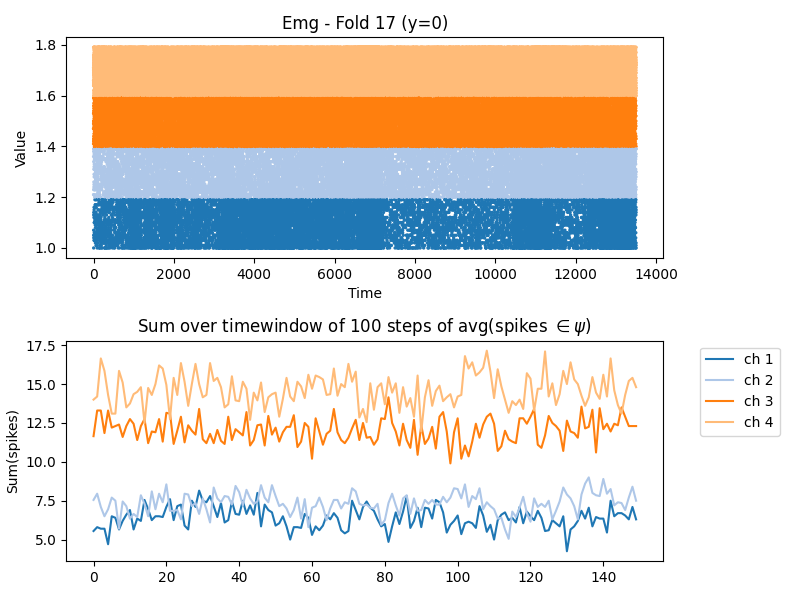 Emg - Fold 17 (y=0)
1.8
1.6
1.4
1.2
1.0
Value
0 2000 4000 6000 8000 10000 12000 14000
Time
Sum over timewindow of 100 steps of avg(spikes ∈ ψ)
17.5
15.0
12.5
10.0
7.5
5.0
Sum(spikes)
0 20 40 60 80 100 120 140
ch 1
ch 2
ch 3
ch 4